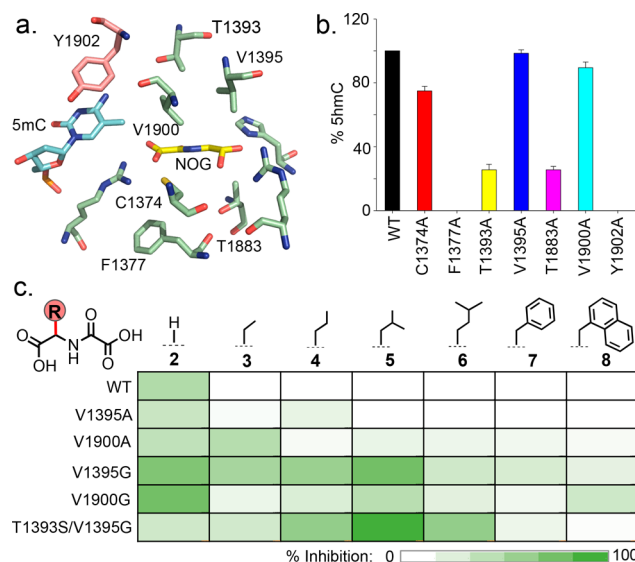 a.
T1393
Y1902
V1395
5mC
V1900
NOG
C1374
T1883
F1377
b.
% 5hmC
120
80
40
0
WT
C1374A
F1377A
T1393A
V1395A
T1883A
V1900A
Y1902A
c.
R
O
OH
O
N
H
OH
O
H
2 3 4 5 6 7 8
WT
V1395A
V1900A
V1395G
V1900G
T1393S/V1395G
% Inhibition: 0 100